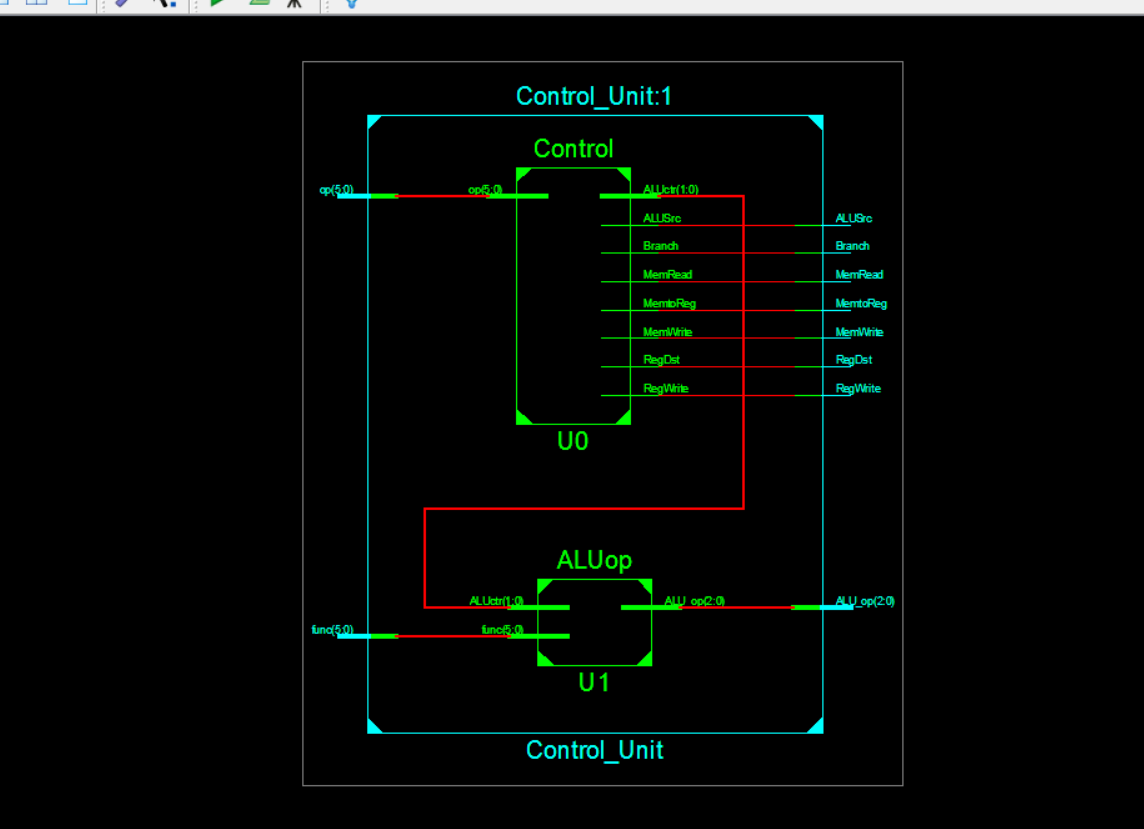 Control_Unit:1
Control
op(5:0) op(5:0) ALUctr(1:0)
ALUSrc ALUSrc
Branch Branch
MemRead MemRead
MemtoReg MemtoReg
MemWrite MemWrite
RegDst RegDst
RegWrite RegWrite
U0
ALUop
ALUctr(1:0) ALU_op(2:0) ALU_op(2:0)
func(5:0) func(5:0)
U1
Control_Unit